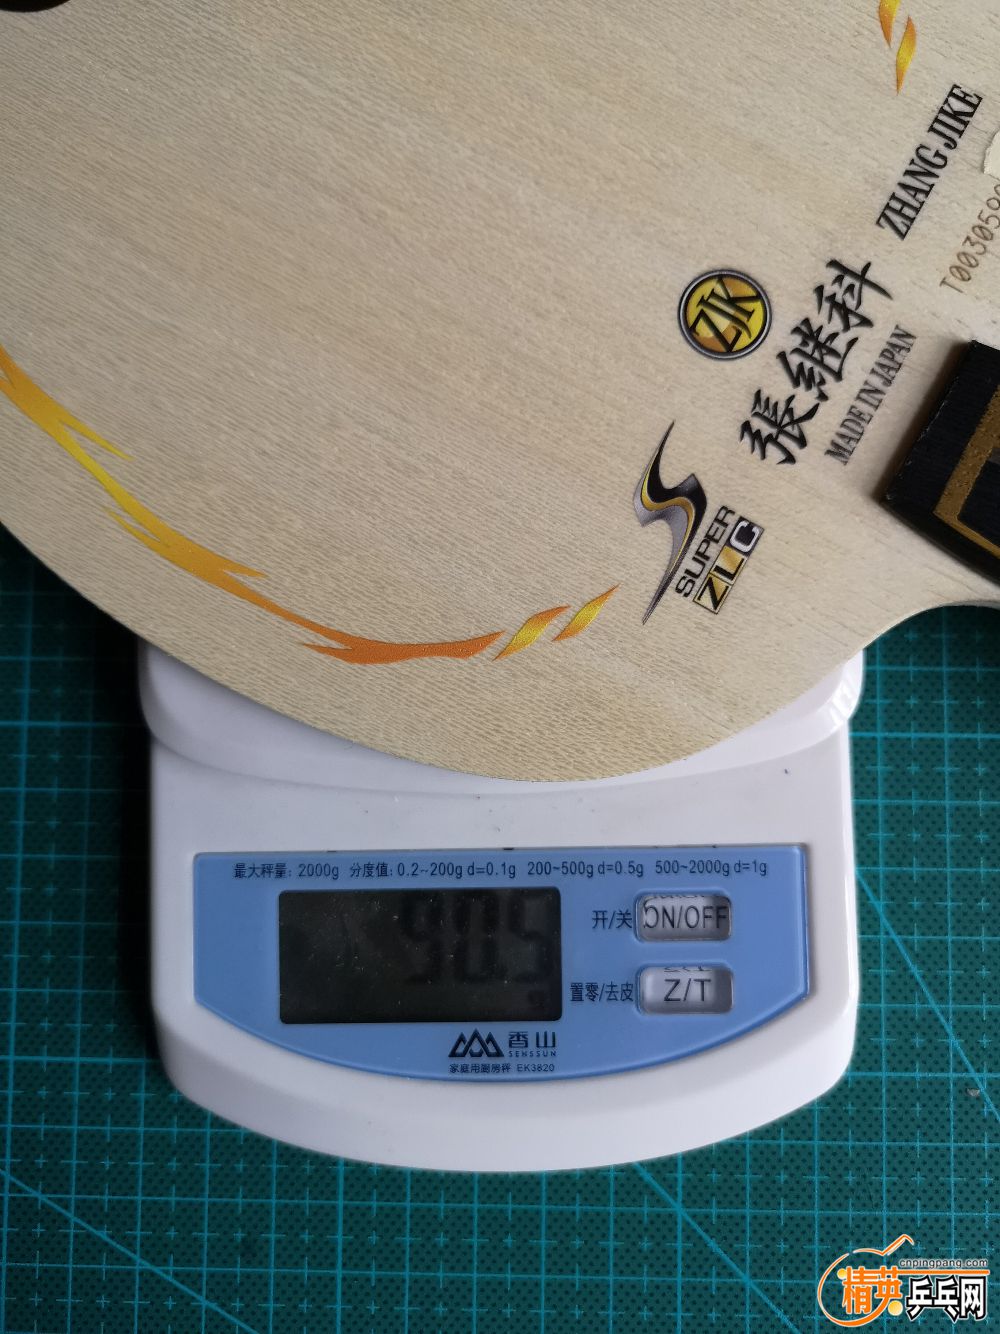 ZHANG JIKE
ZJK
張継科
MADE IN JAPAN
SUPER
ZLC
最大秤量: 2000g 分度值: 0.2~200g d=0.1g 200~500g d=0.5g 500~2000g d=1g
90.5
开/关 ON/OFF
置零/去皮 Z/T
香山
SENSSUN
家庭用厨房秤 EK3820
cnpingpang.com
精英乒乓网